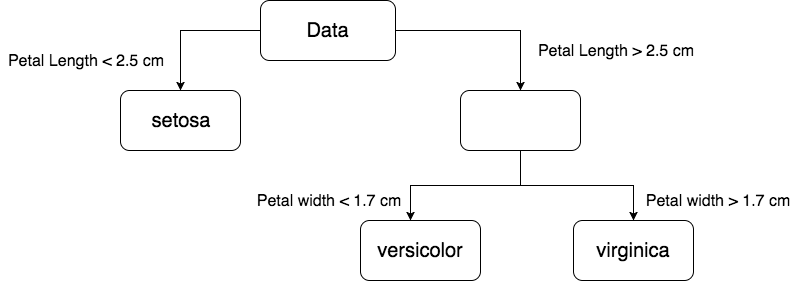 Data
Petal Length < 2.5 cm
Petal Length > 2.5 cm
setosa
Petal width < 1.7 cm
Petal width > 1.7 cm
versicolor
virginica